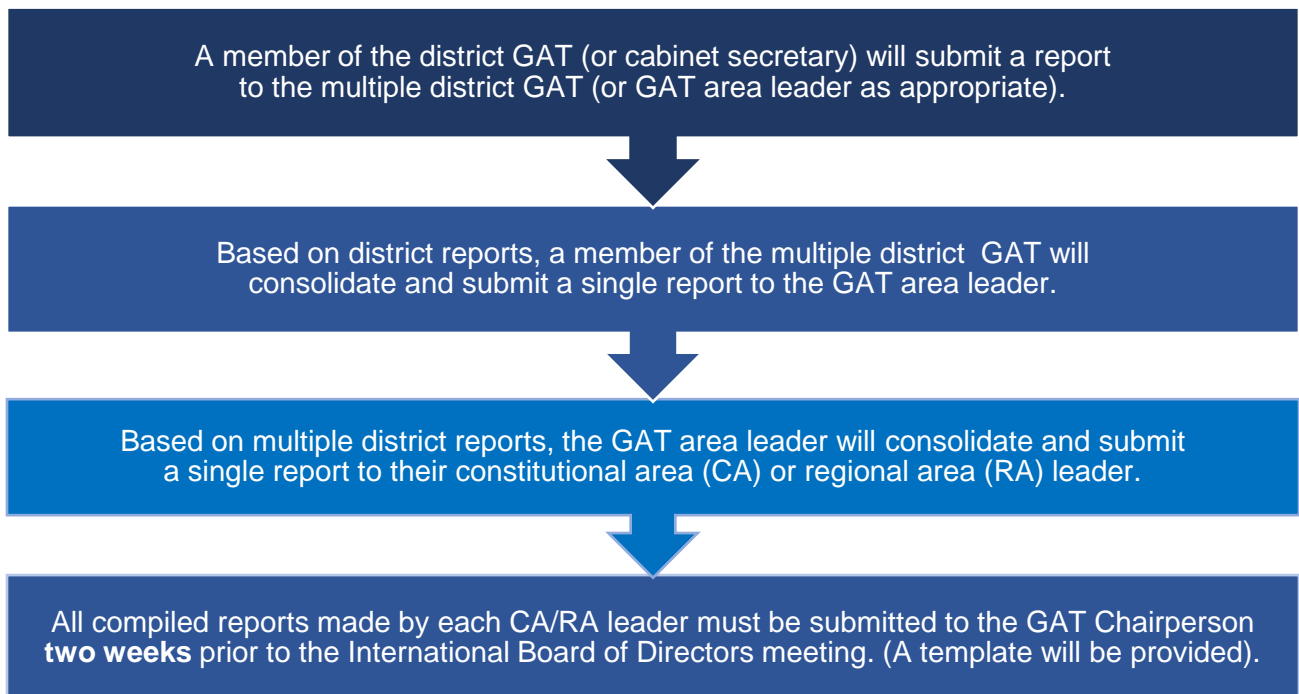 A member of the district GAT (or cabinet secretary) will submit a report
to the multiple district GAT (or GAT area leader as appropriate).
Based on district reports, a member of the multiple district  GAT will
consolidate and submit a single report to the GAT area leader.
Based on multiple district reports, the GAT area leader will consolidate and submit
a single report to their constitutional area (CA) or regional area (RA) leader.
All compiled reports made by each CA/RA leader must be submitted to the GAT Chairperson
two weeks prior to the International Board of Directors meeting. (A template will be provided).